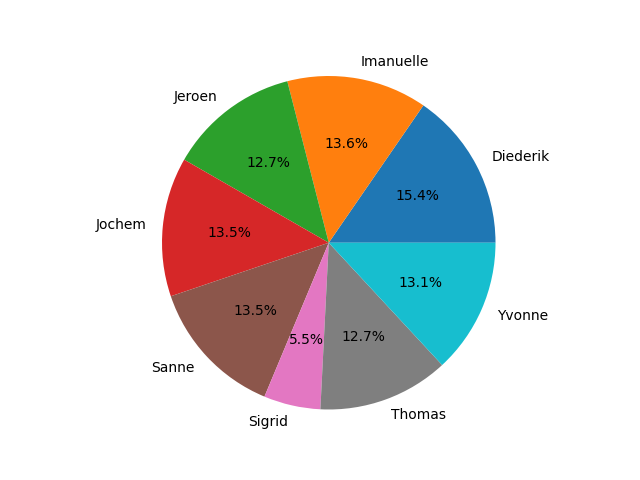 Imanuelle
Jeroen
Diederik
13.6%
12.7%
15.4%
Jochem
13.5%
13.1%
13.5%
5.5%
12.7%
Yvonne
Sanne
Sigrid
Thomas